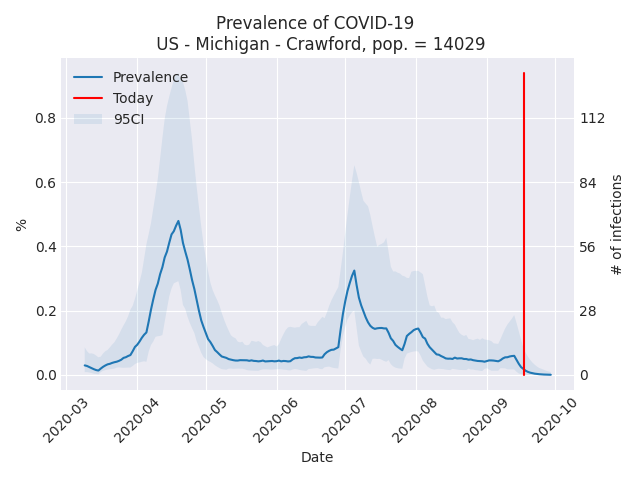 Prevalence of COVID-19
US - Michigan - Crawford, pop. = 14029
Prevalence
Today
95CI
%
0.8
0.6
0.4
0.2
0.0
112
84
56
28
0
# of infections
2020-03
2020-04
2020-05
2020-06
2020-07
2020-08
2020-09
2020-10
Date